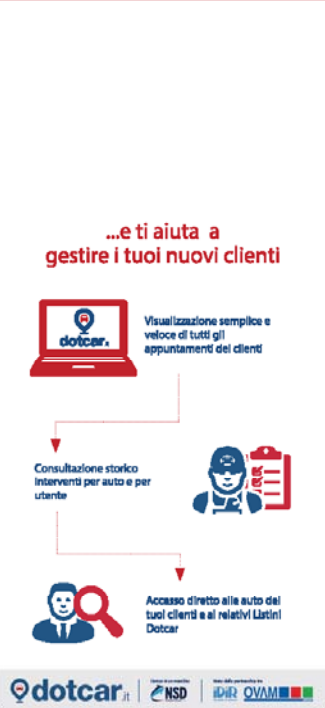 ...e ti aiuta a
gestire i tuoi nuovi clienti
dotcar.it
Visualizzazione semplice e
veloce di tutti gli
appuntamenti dei clienti
Consultazione storico
interventi per auto e per
utente
Accesso diretto alle auto dei
tuoi clienti e ai relativi Listini
Dotcar
dotcar.it
NSD
iDiR OVAM